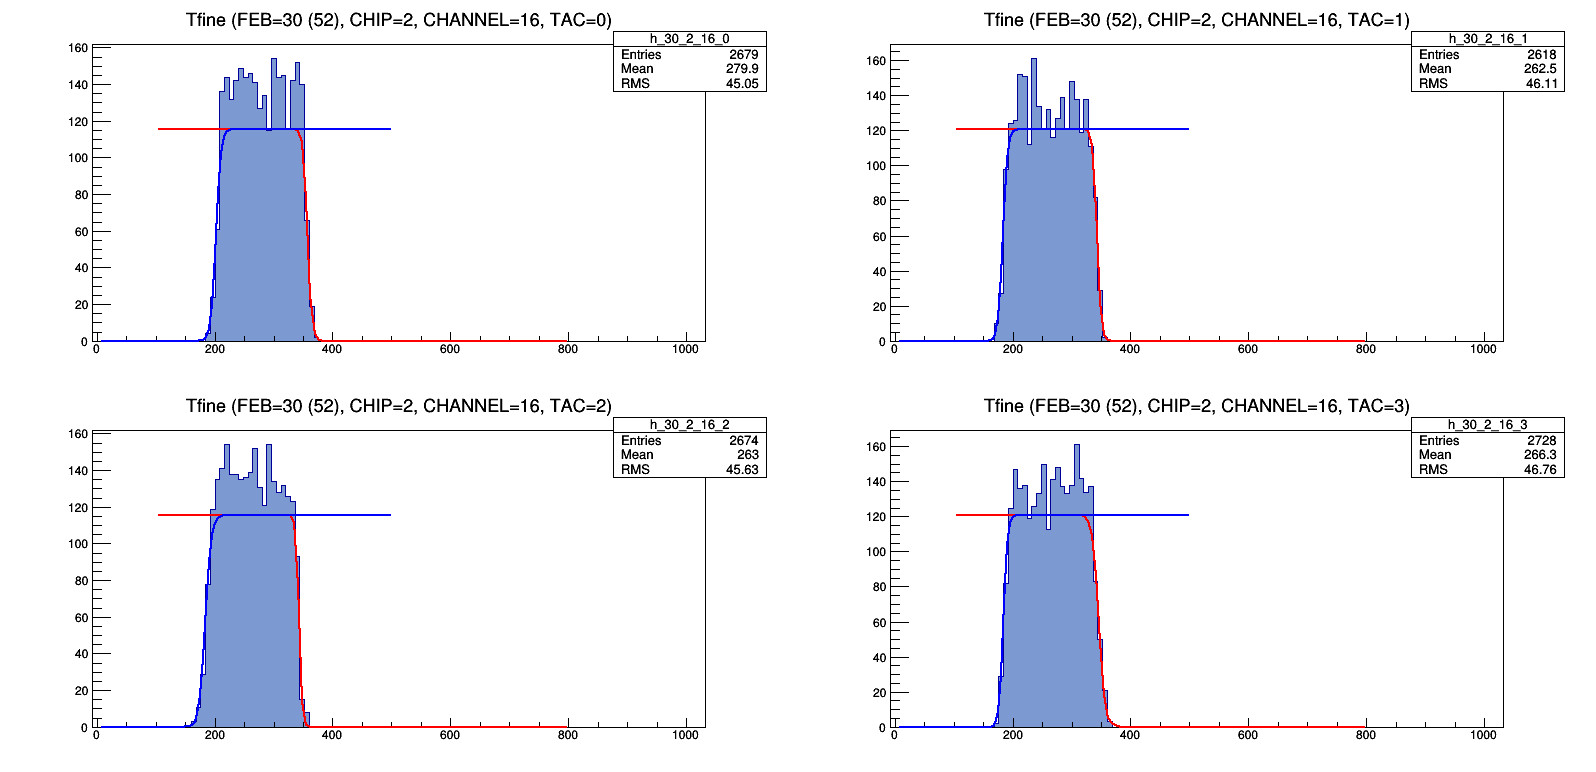 Tfine (FEB=30 (52), CHIP=2, CHANNEL=16, TAC=0)
h_30_2_16_0
Entries 2679
Mean 279.9
RMS 45.05
160
140
120
100
80
60
40
20
0
0 200 400 600 800 1000
Tfine (FEB=30 (52), CHIP=2, CHANNEL=16, TAC=1)
h_30_2_16_1
Entries 2618
Mean 262.5
RMS 46.11
160
140
120
100
80
60
40
20
0
0 200 400 600 800 1000
Tfine (FEB=30 (52), CHIP=2, CHANNEL=16, TAC=2)
h_30_2_16_2
Entries 2674
Mean 263
RMS 45.63
160
140
120
100
80
60
40
20
0
0 200 400 600 800 1000
Tfine (FEB=30 (52), CHIP=2, CHANNEL=16, TAC=3)
h_30_2_16_3
Entries 2728
Mean 266.3
RMS 46.76
160
140
120
100
80
60
40
20
0
0 200 400 600 800 1000